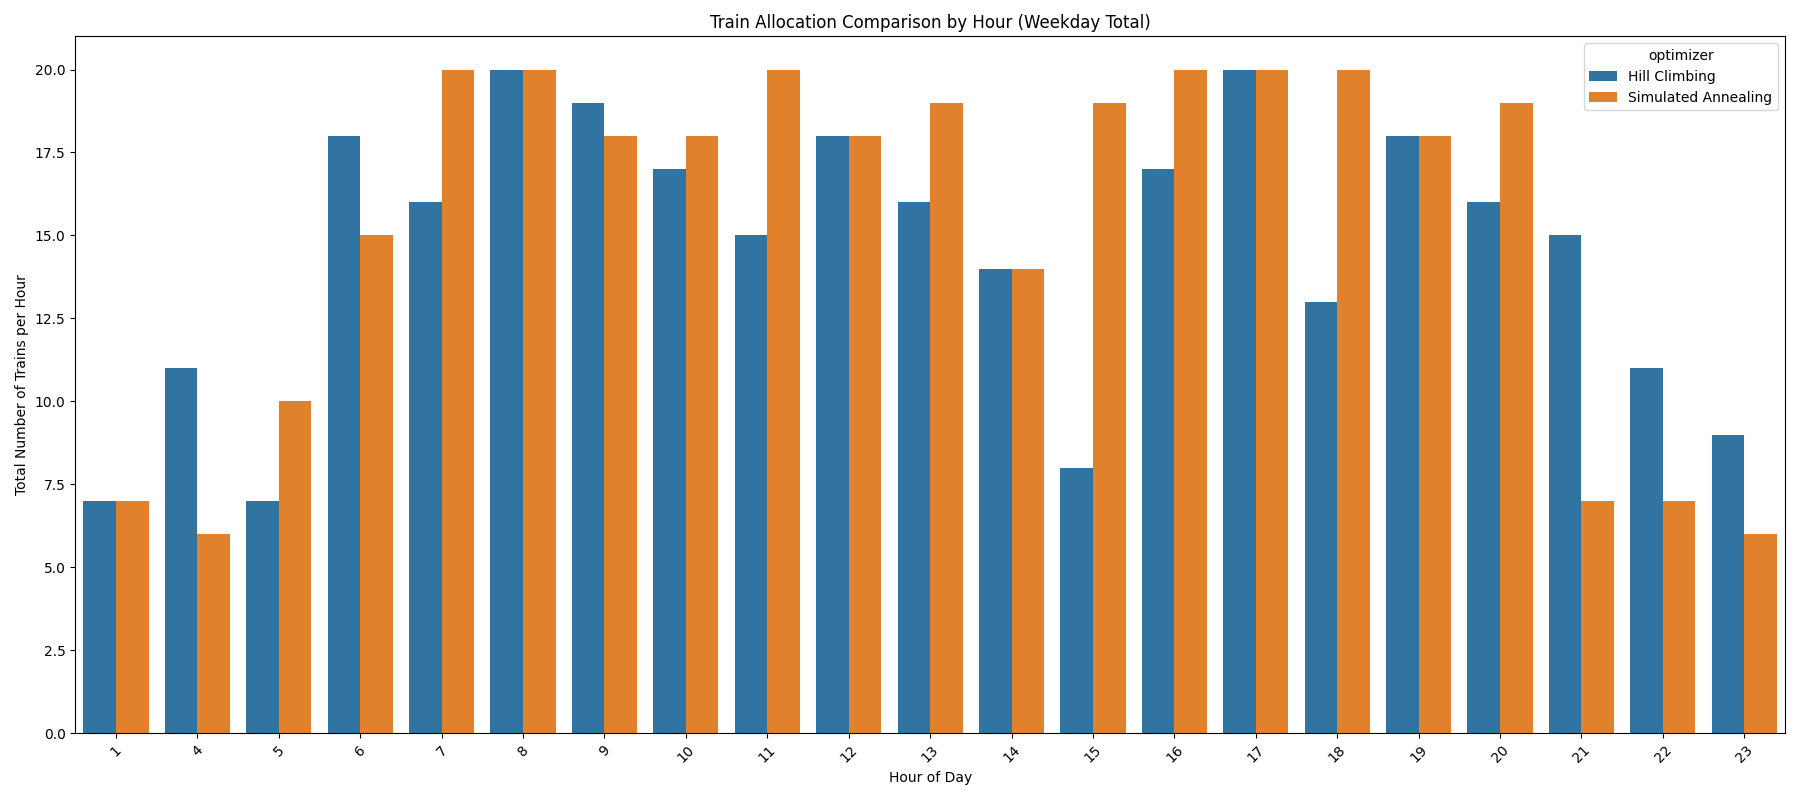 Train Allocation Comparison by Hour (Weekday Total)
optimizer
Hill Climbing
Simulated Annealing
Total Number of Trains per Hour
20.0
17.5
15.0
12.5
10.0
7.5
5.0
2.5
0.0
1 4 5 6 7 8 9 10 11 12 13 14 15 16 17 18 19 20 21 22 23
Hour of Day